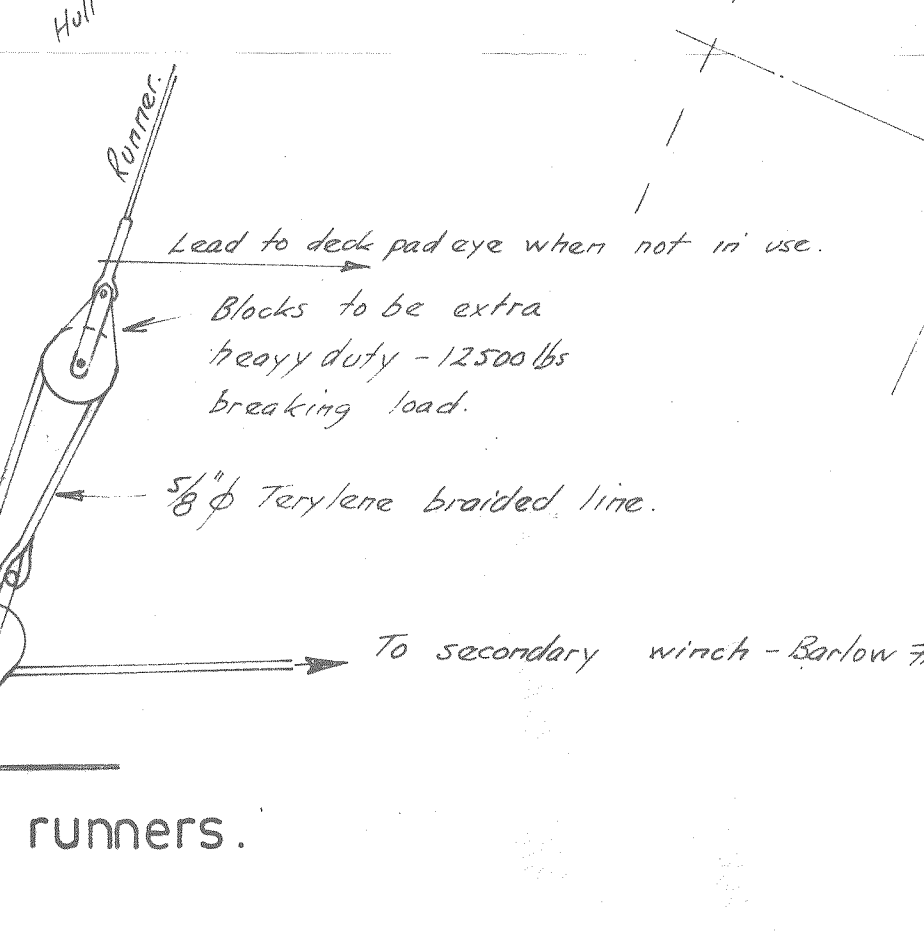 Hull
Runner.
Lead to deck pad eye when not in use.
Blocks to be extra
heavy duty - 12500 lbs
breaking load.
5/8"ϕ Terylene braided line.
To secondary winch - Barlow
runners.